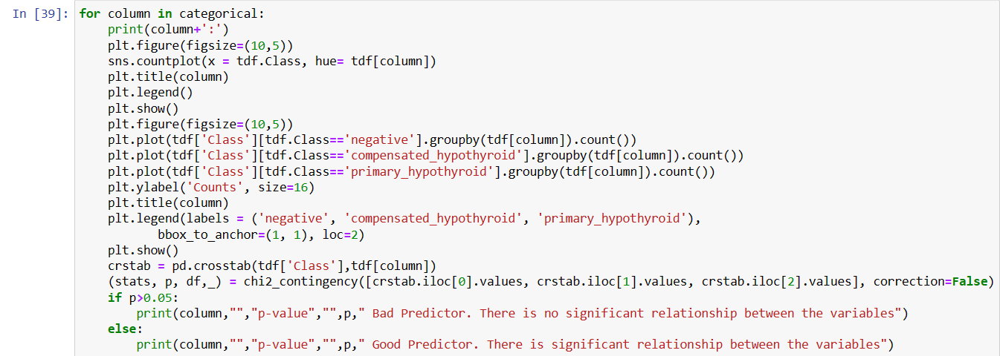 In [39]: for column in categorical:
    print(column+':')
    plt.figure(figsize=(10,5))
    sns.countplot(x = tdf.Class, hue= tdf[column])
    plt.title(column)
    plt.legend()
    plt.show()
    plt.figure(figsize=(10,5))
    plt.plot(tdf['Class'][tdf.Class=='negative'].groupby(tdf[column]).count())
    plt.plot(tdf['Class'][tdf.Class=='compensated_hypothyroid'].groupby(tdf[column]).count())
    plt.plot(tdf['Class'][tdf.Class=='primary_hypothyroid'].groupby(tdf[column]).count())
    plt.ylabel('Counts', size=16)
    plt.title(column)
    plt.legend(labels = ('negative', 'compensated_hypothyroid', 'primary_hypothyroid'),
           bbox_to_anchor=(1, 1), loc=2)
    plt.show()
    crstab = pd.crosstab(tdf['Class'],tdf[column])
    (stats, p, df,_) = chi2_contingency([crstab.iloc[0].values, crstab.iloc[1].values, crstab.iloc[2].values], correction=False)
    if p>0.05:
        print(column,"","p-value","",p," Bad Predictor. There is no significant relationship between the variables")
    else:
        print(column,"","p-value","",p," Good Predictor. There is significant relationship between the variables")